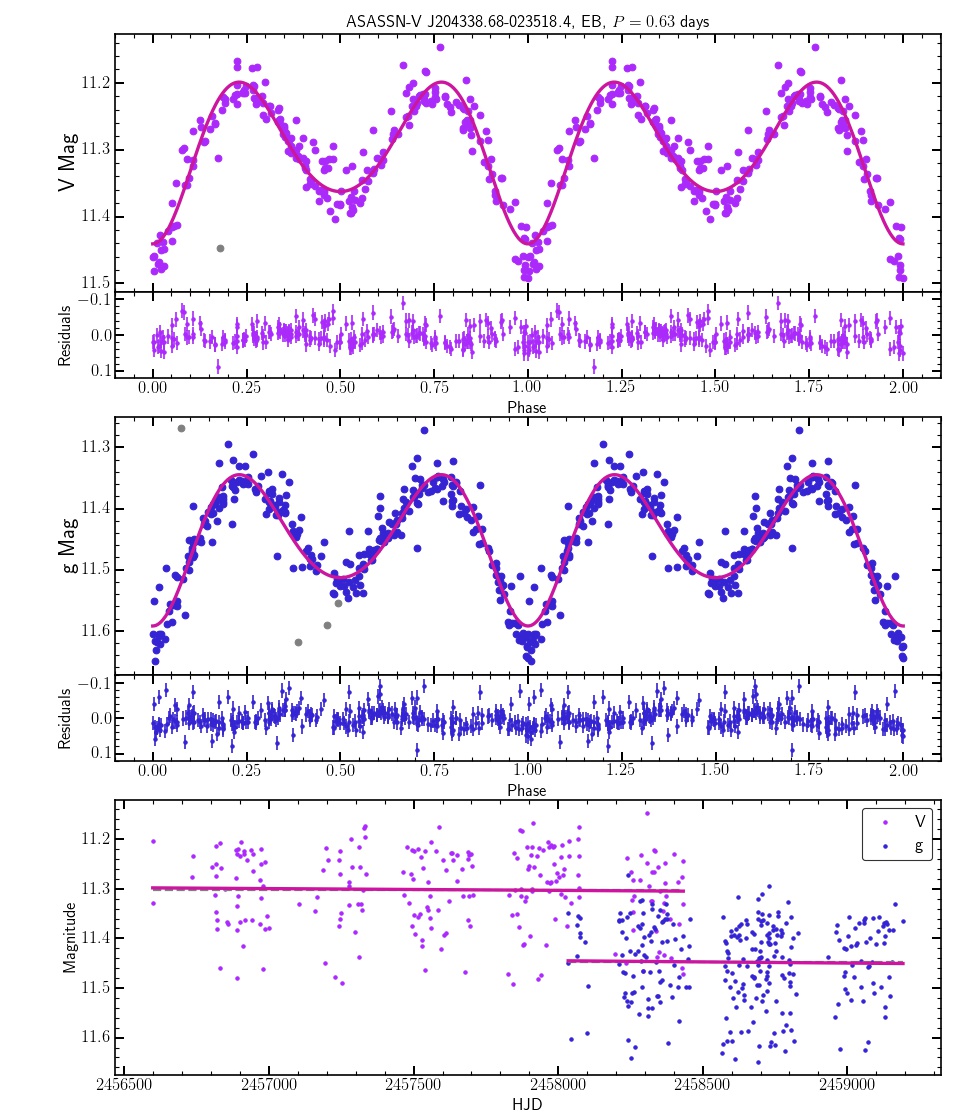 ASASSN-V J204338.68-023518.4, EB, P = 0.63 days
V Mag
11.2
11.3
11.4
11.5
Residuals
−0.1
0.0
0.1
0.00 0.25 0.50 0.75 1.00 1.25 1.50 1.75 2.00
Phase
g Mag
11.3
11.4
11.5
11.6
Residuals
−0.1
0.0
0.1
0.00 0.25 0.50 0.75 1.00 1.25 1.50 1.75 2.00
Phase
V
g
Magnitude
11.2
11.3
11.4
11.5
11.6
2456500 2457000 2457500 2458000 2458500 2459000
HJD